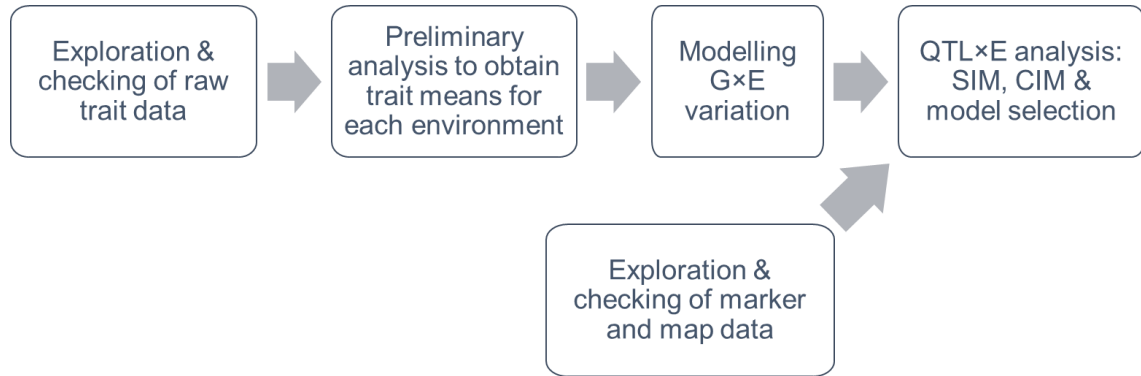 Exploration &
checking of raw
trait data
Preliminary
analysis to obtain
trait means for
each environment
Modelling
G×E
variation
QTL×E analysis:
SIM, CIM &
model selection
Exploration &
checking of marker
and map data